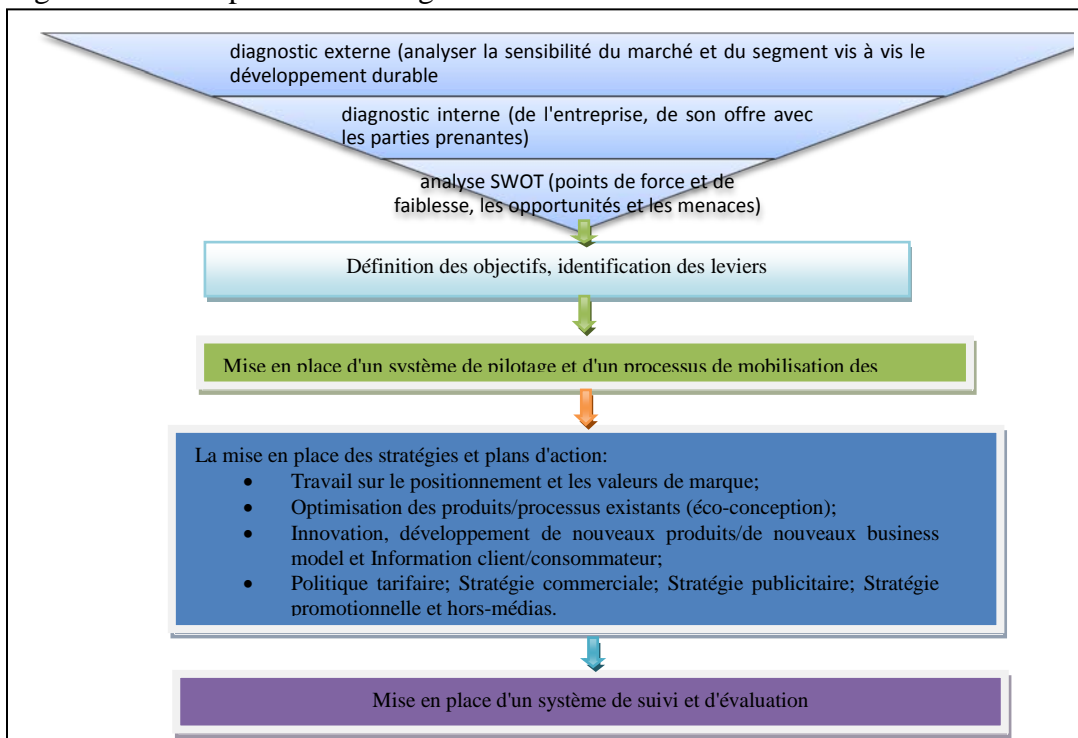 diagnostic externe (analyser la sensibilité du marché et du segment vis à vis le
développement durable
diagnostic interne (de l'entreprise, de son offre avec
les parties prenantes)
analyse SWOT (points de force et de
faiblesse, les opportunités et les menaces)
Définition des objectifs, identification des leviers
Mise en place d'un système de pilotage et d'un processus de mobilisation des
La mise en place des stratégies et plans d'action:
• Travail sur le positionnement et les valeurs de marque;
• Optimisation des produits/processus existants (éco-conception);
• Innovation, développement de nouveaux produits/de nouveaux business
model et Information client/consommateur;
• Politique tarifaire; Stratégie commerciale; Stratégie publicitaire; Stratégie
promotionnelle et hors-médias.
Mise en place d'un système de suivi et d'évaluation